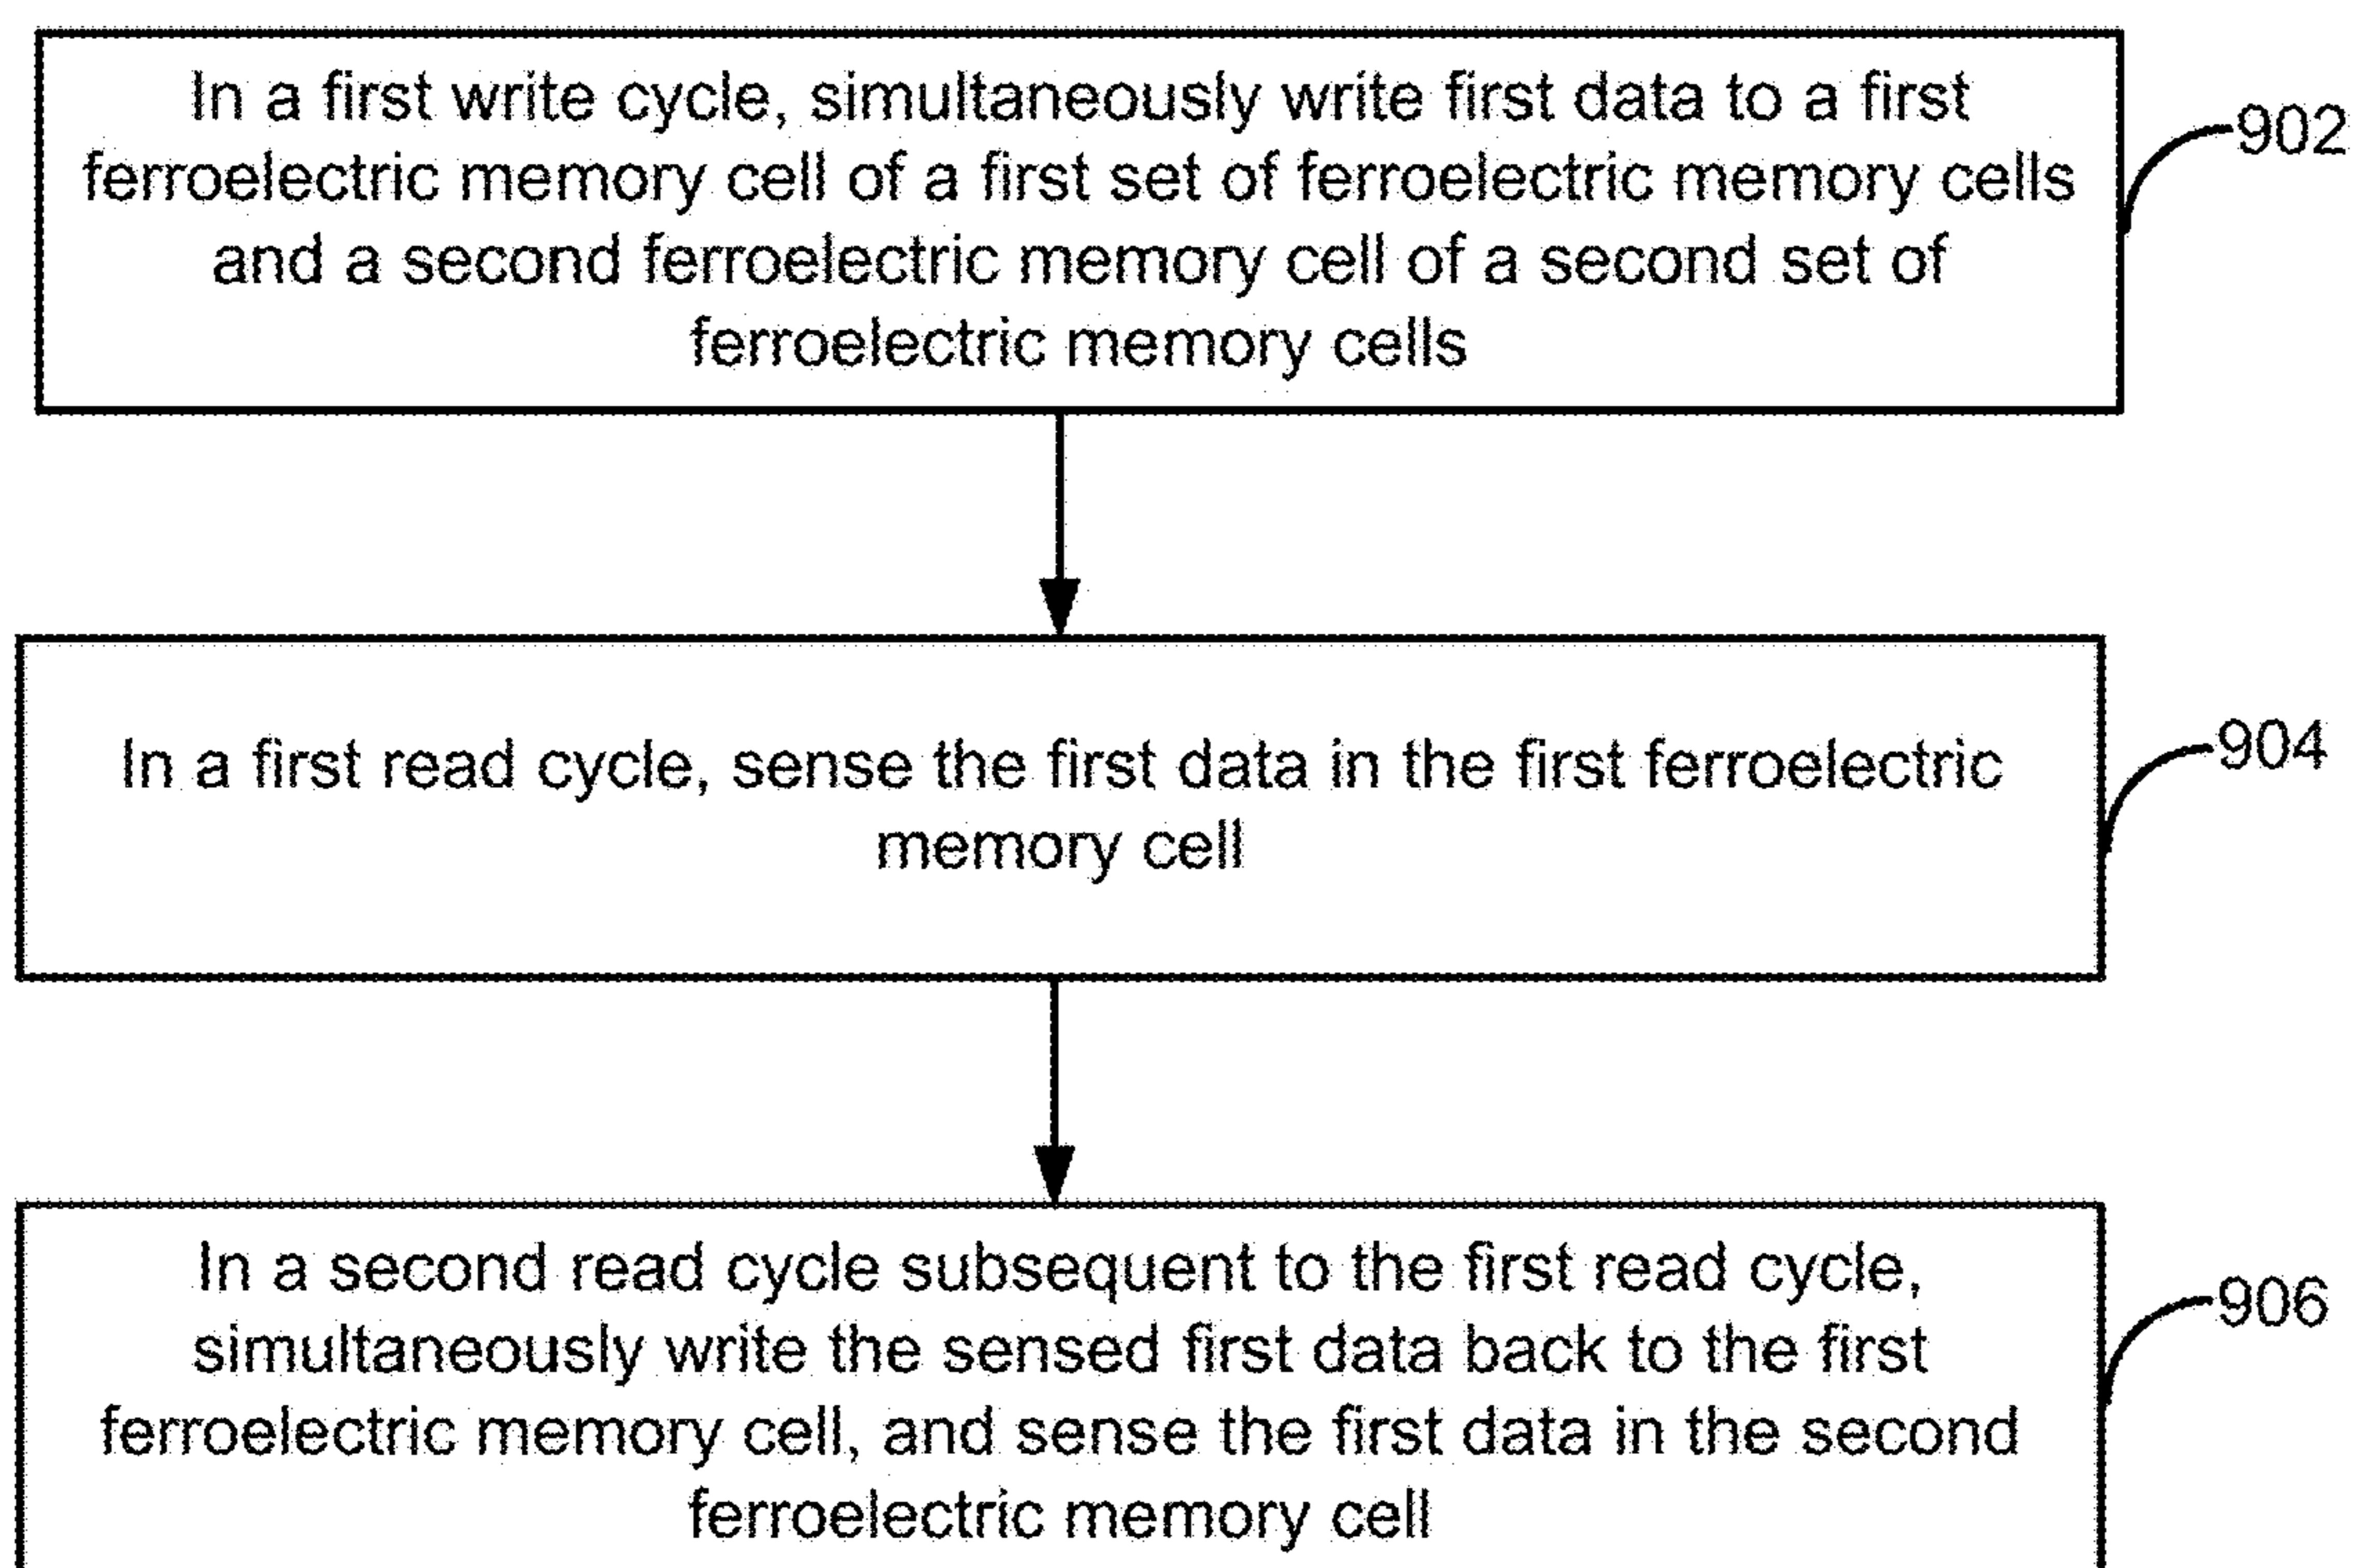 In a first write cycle, simultaneously write first data to a first
ferroelectric memory cell of a first set of ferroelectric memory cells
and a second ferroelectric memory cell of a second set of
ferroelectric memory cells
902
In a first read cycle, sense the first data in the first ferroelectric
memory cell
904
In a second read cycle subsequent to the first read cycle,
simultaneously write the sensed first data back to the first
ferroelectric memory cell, and sense the first data in the second
ferroelectric memory cell
906